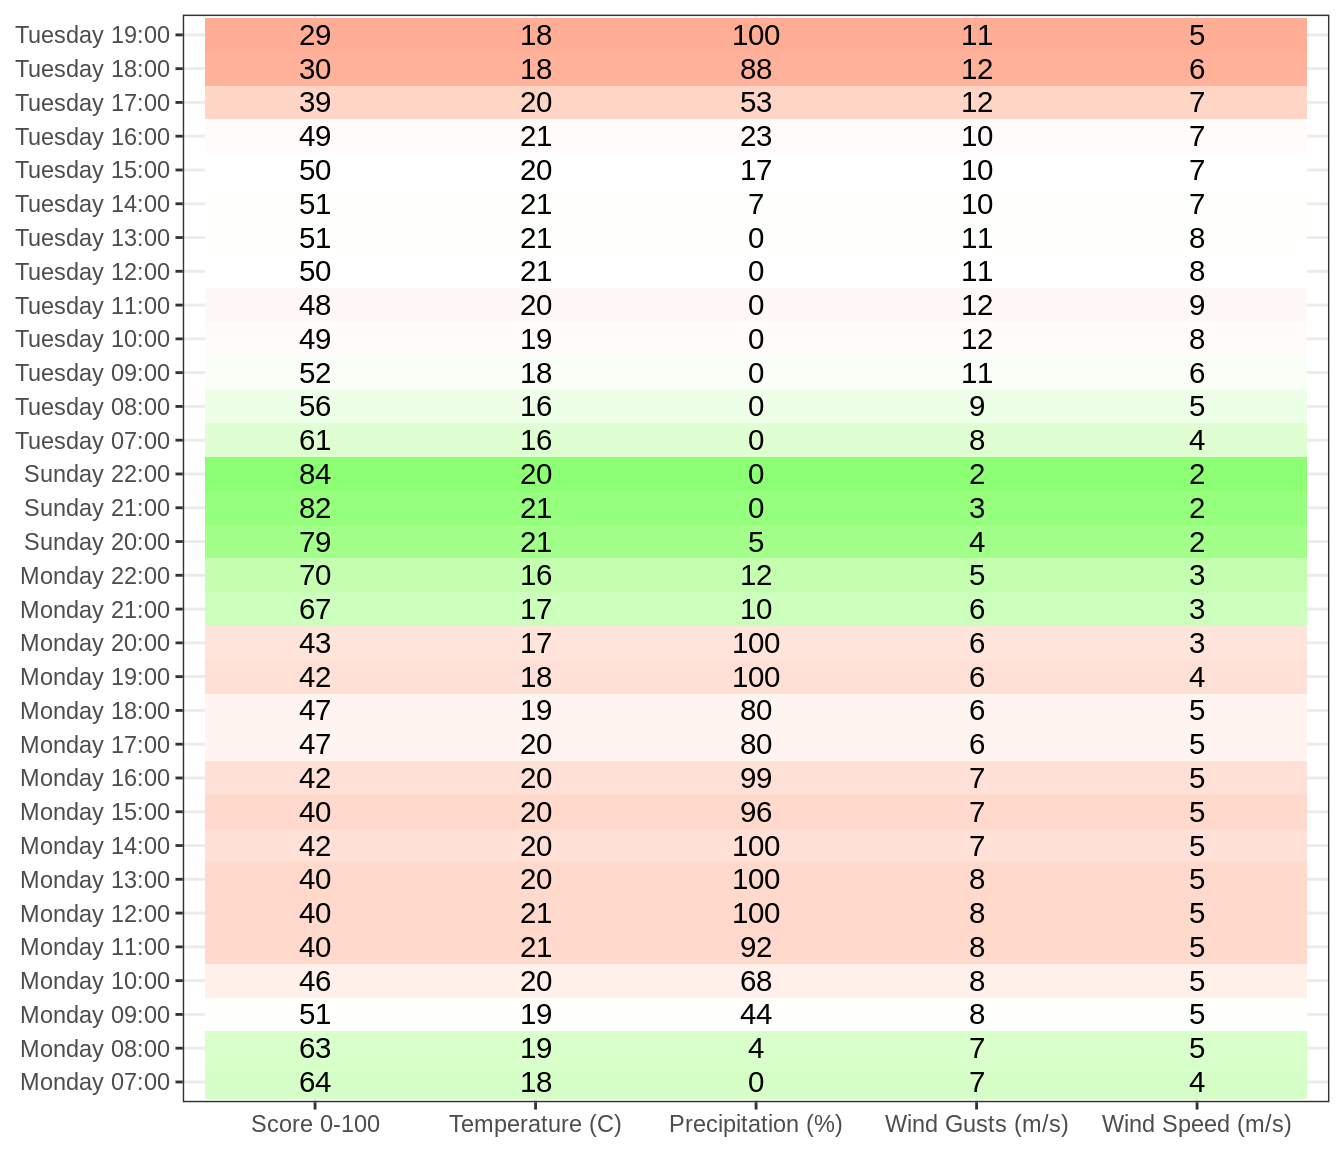 Tuesday 19:00 29 18 100 11 5
Tuesday 18:00 30 18 88 12 6
Tuesday 17:00 39 20 53 12 7
Tuesday 16:00 49 21 23 10 7
Tuesday 15:00 50 20 17 10 7
Tuesday 14:00 51 21 7 10 7
Tuesday 13:00 51 21 0 11 8
Tuesday 12:00 50 21 0 11 8
Tuesday 11:00 48 20 0 12 9
Tuesday 10:00 49 19 0 12 8
Tuesday 09:00 52 18 0 11 6
Tuesday 08:00 56 16 0 9 5
Tuesday 07:00 61 16 0 8 4
Sunday 22:00 84 20 0 2 2
Sunday 21:00 82 21 0 3 2
Sunday 20:00 79 21 5 4 2
Monday 22:00 70 16 12 5 3
Monday 21:00 67 17 10 6 3
Monday 20:00 43 17 100 6 3
Monday 19:00 42 18 100 6 4
Monday 18:00 47 19 80 6 5
Monday 17:00 47 20 80 6 5
Monday 16:00 42 20 99 7 5
Monday 15:00 40 20 96 7 5
Monday 14:00 42 20 100 7 5
Monday 13:00 40 20 100 8 5
Monday 12:00 40 21 100 8 5
Monday 11:00 40 21 92 8 5
Monday 10:00 46 20 68 8 5
Monday 09:00 51 19 44 8 5
Monday 08:00 63 19 4 7 5
Monday 07:00 64 18 0 7 4
Score 0-100 Temperature (C) Precipitation (%) Wind Gusts (m/s) Wind Speed (m/s)